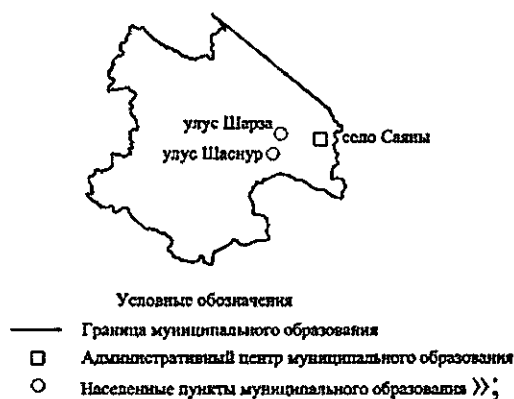 улус Шарза
село Саяны
улус Шаснур
Условные обозначения
Граница муниципального образования
Административный центр муниципального образования
Населенные пункты муниципального образования »;